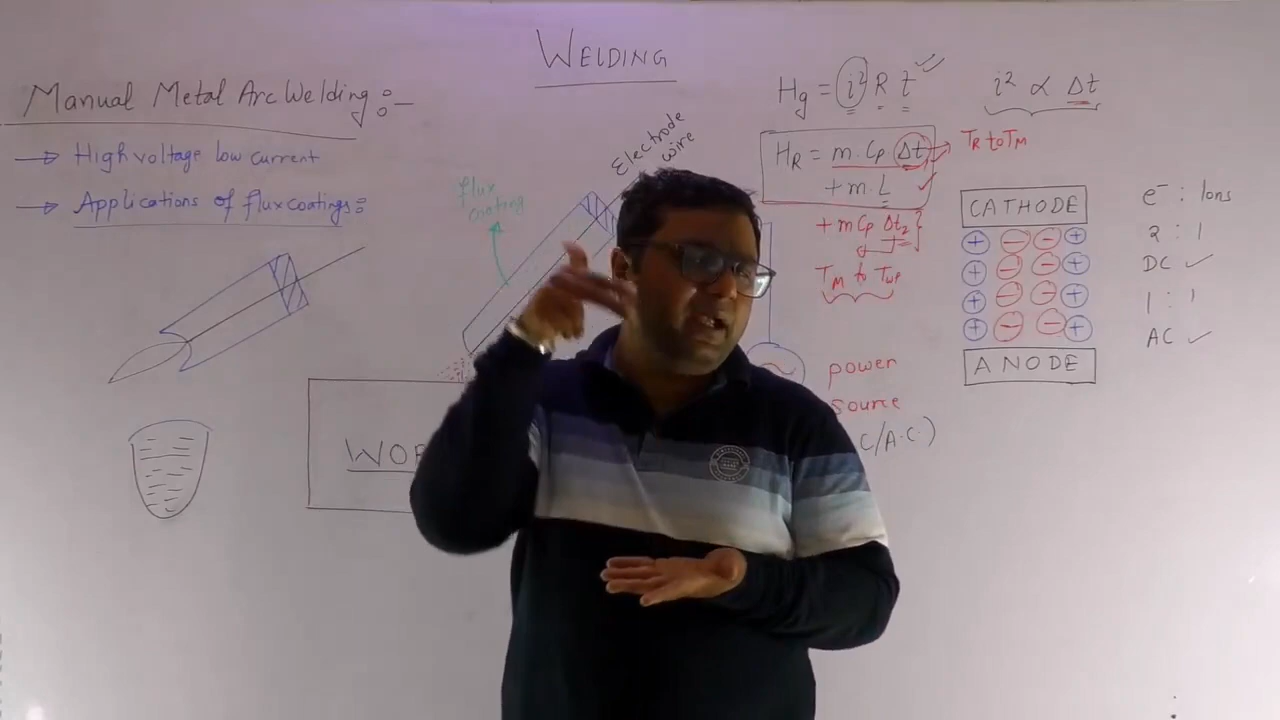 WELDING
Manual Metal Arc Welding :-
→ High voltage low current
→ Applications of flux coatings :
flux
coating
Electrode
wire
WOR
Hg = i² R t
i² ∝ Δt
HR = m. Cp Δt
+ m. L
TR to TM
+ m Cp Δt2
TM to TWP
power
source
C/A.C.)
CATHODE
+ - - +
+ - - +
+ - - +
+ - - +
ANODE
e⁻ : Ions
2 : 1
DC ✓
1 : 1
AC ✓